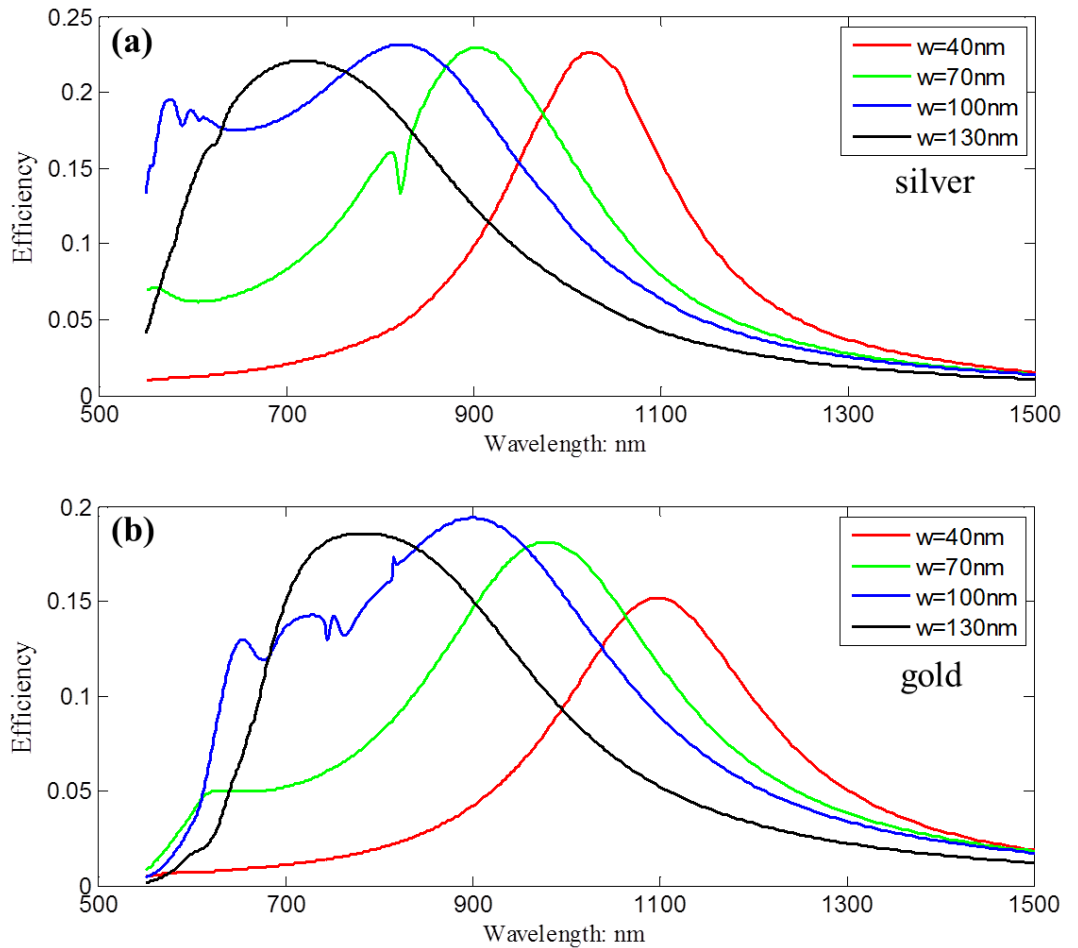 (a)
0.25
0.2
0.15
0.1
0.05
0
Efficiency
w=40nm
w=70nm
w=100nm
w=130nm
silver
500 700 900 1100 1300 1500
Wavelength: nm
(b)
0.2
0.15
0.1
0.05
0
Efficiency
w=40nm
w=70nm
w=100nm
w=130nm
gold
500 700 900 1100 1300 1500
Wavelength: nm